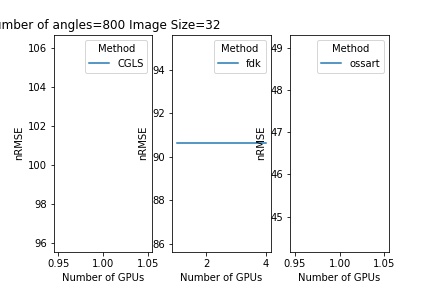 mber of angles=800 Image Size=32
Method
CGLS
106
104
102
100
98
96
nRMSE
0.95
1.00
1.05
Number of GPUs
Method
fdk
94
92
90
88
86
nRMSE
2
4
Number of GPUs
Method
ossart
49
48
47
46
45
nRMSE
0.95
1.00
1.05
Number of GPUs